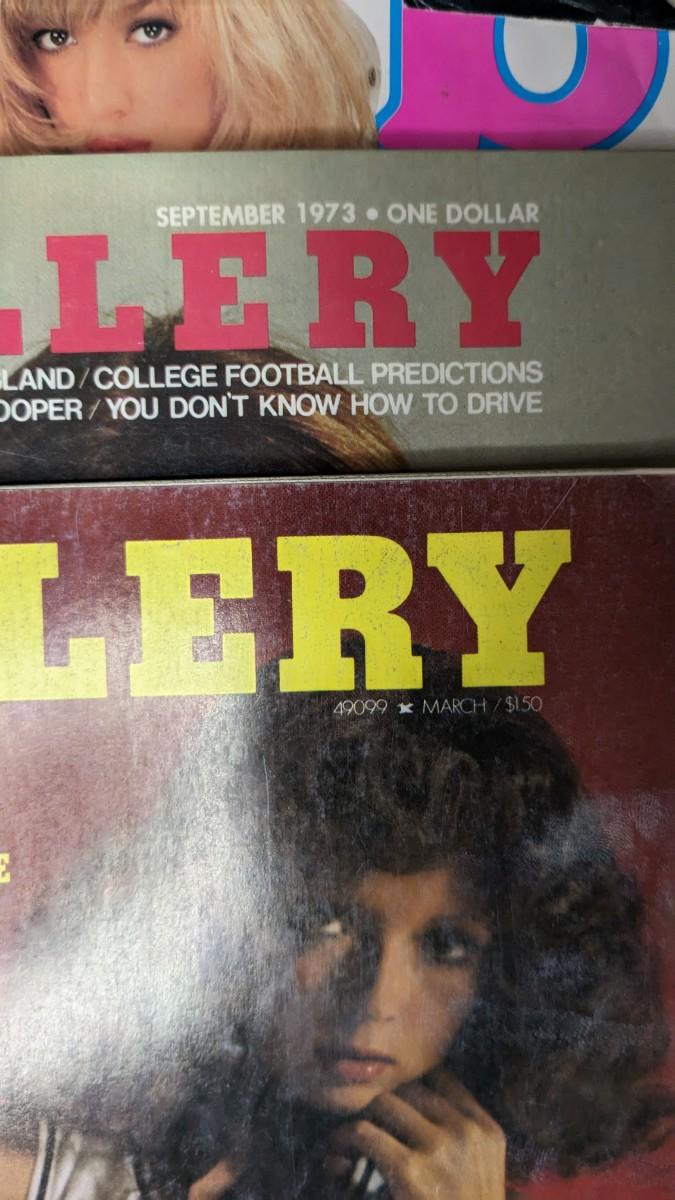 SEPTEMBER 1973 • ONE DOLLAR
LLERY
LAND / COLLEGE FOOTBALL PREDICTIONS
OOPER / YOU DON'T KNOW HOW TO DRIVE
LERY
49099 ★ MARCH / $1.50
E